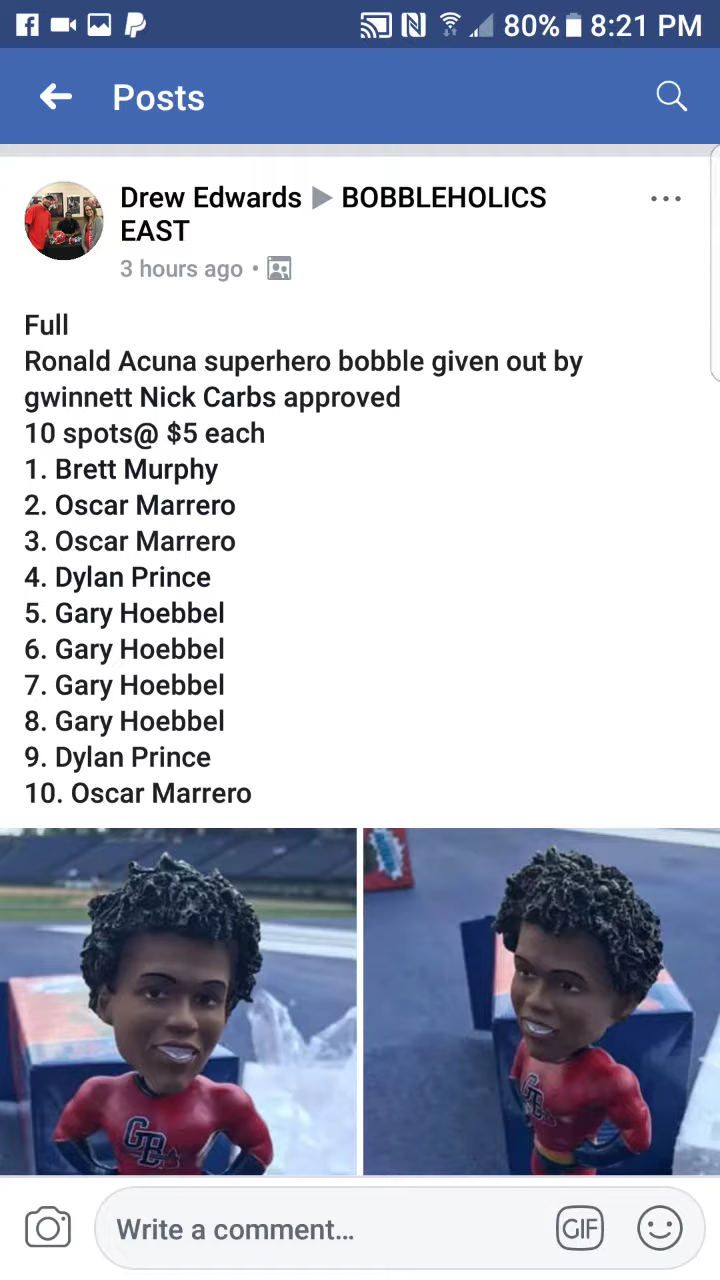 80% 8:21 PM
Posts
Drew Edwards ▶ BOBBLEHOLICS
EAST
3 hours ago •
Full
Ronald Acuna superhero bobble given out by
gwinnett Nick Carbs approved
10 spots@ $5 each
1. Brett Murphy
2. Oscar Marrero
3. Oscar Marrero
4. Dylan Prince
5. Gary Hoebbel
6. Gary Hoebbel
7. Gary Hoebbel
8. Gary Hoebbel
9. Dylan Prince
10. Oscar Marrero
GB
GB
Write a comment...
GIF